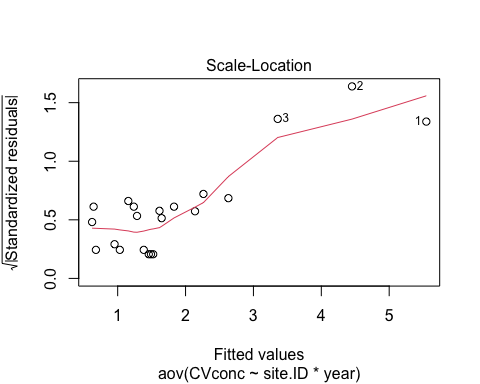 Scale-Location
√|Standardized residuals|
1.5
1.0
0.5
0.0
2
3
1
1 2 3 4 5
Fitted values
aov(CVconc ~ site.ID * year)